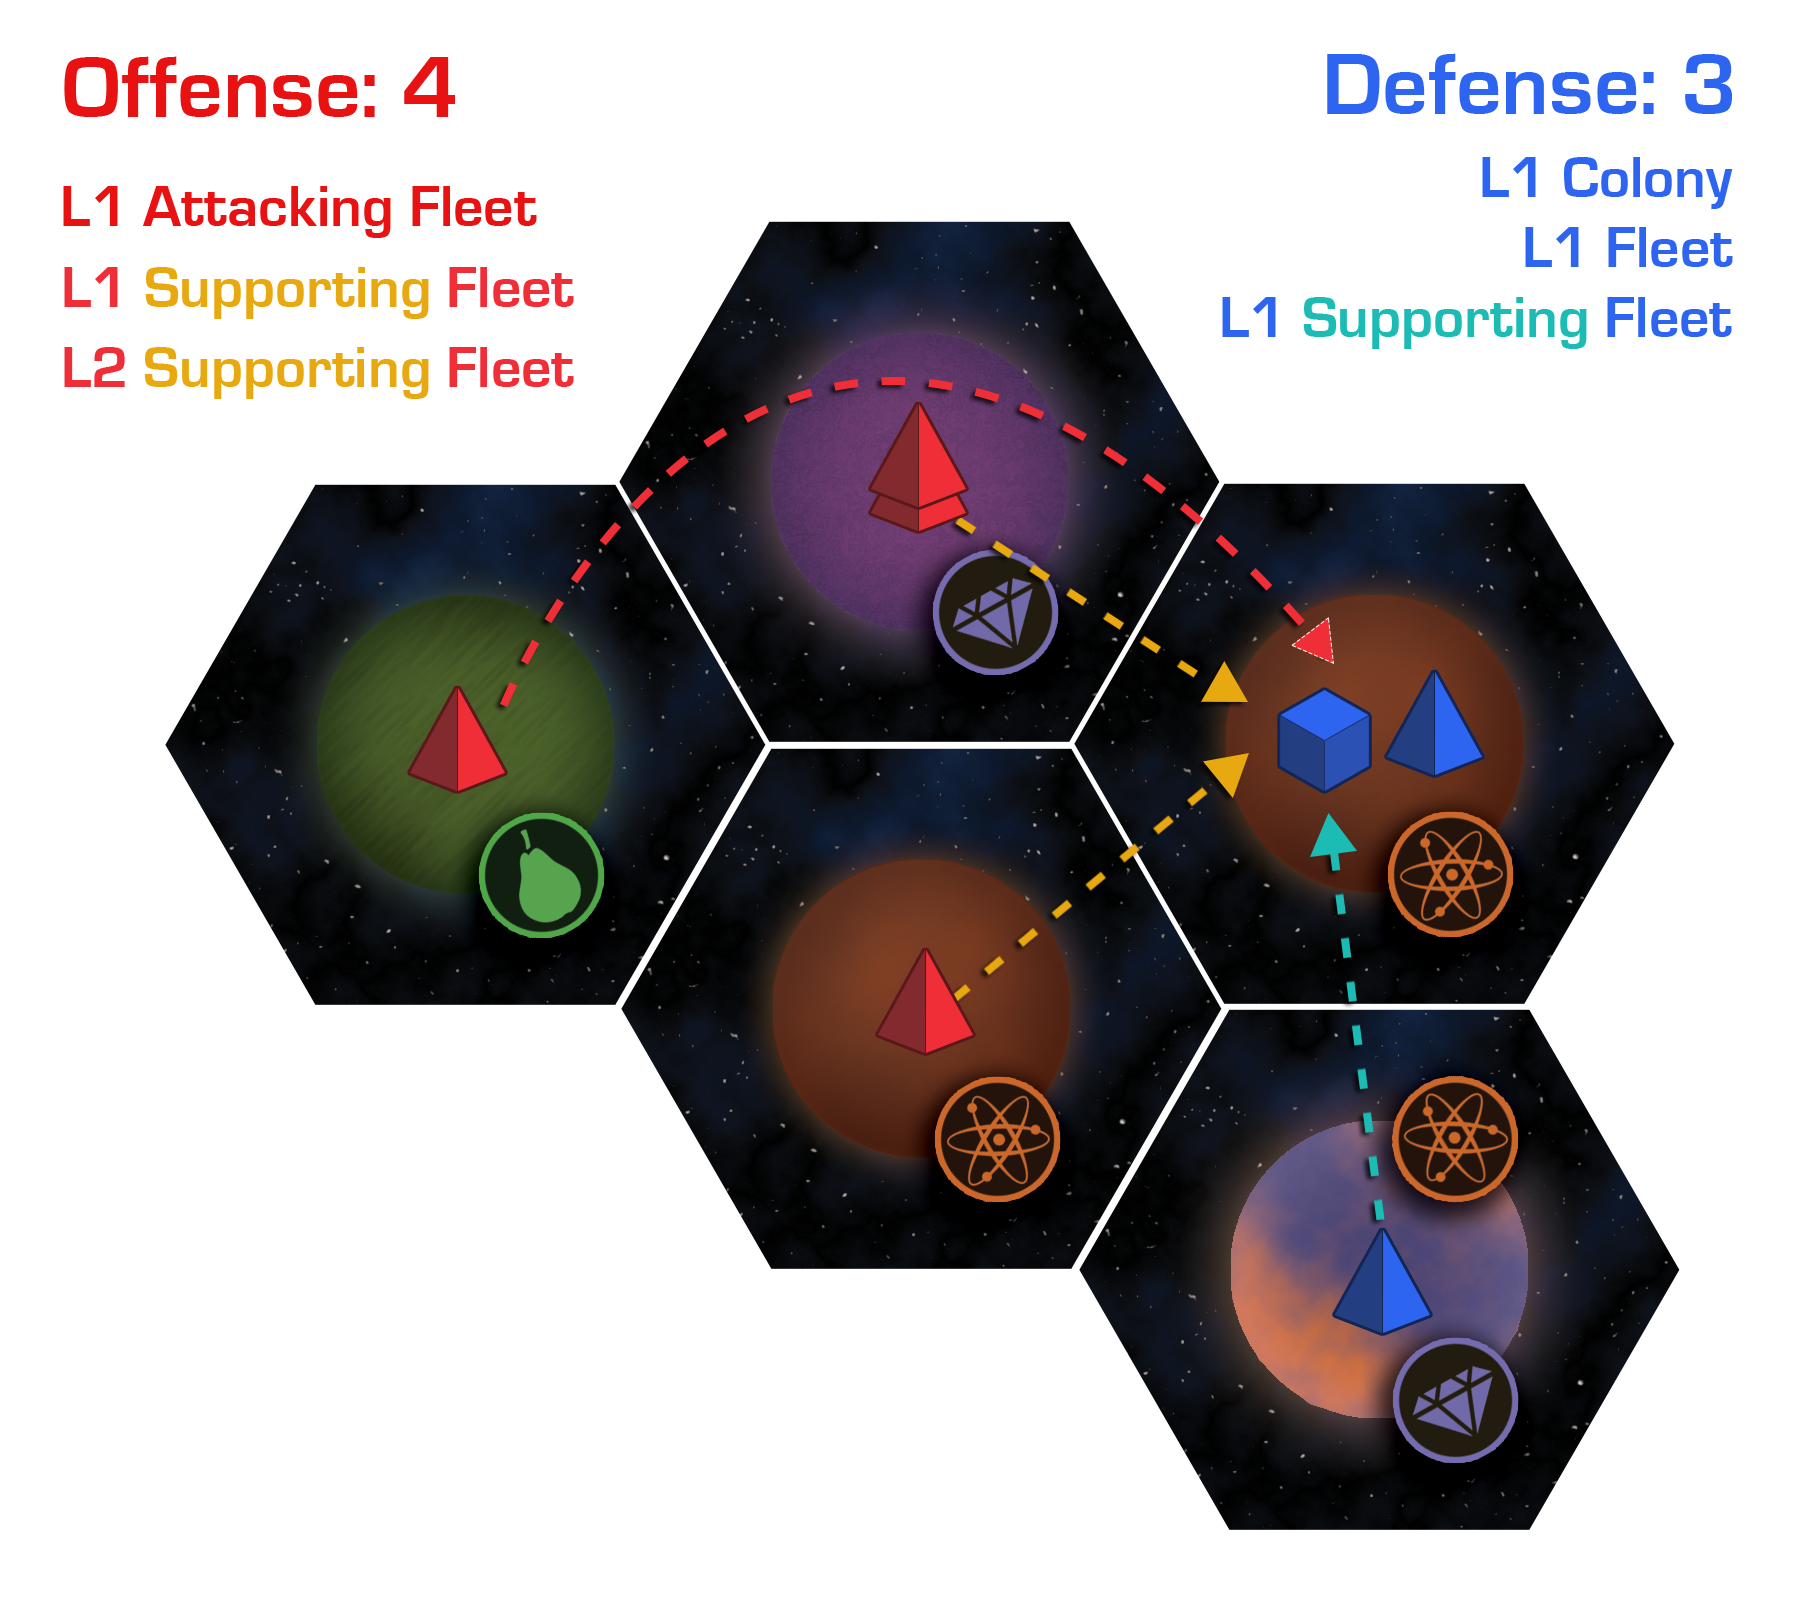 Offense: 4
L1 Attacking Fleet
L1 Supporting Fleet
L2 Supporting Fleet
Defense: 3
L1 Colony
L1 Fleet
L1 Supporting Fleet